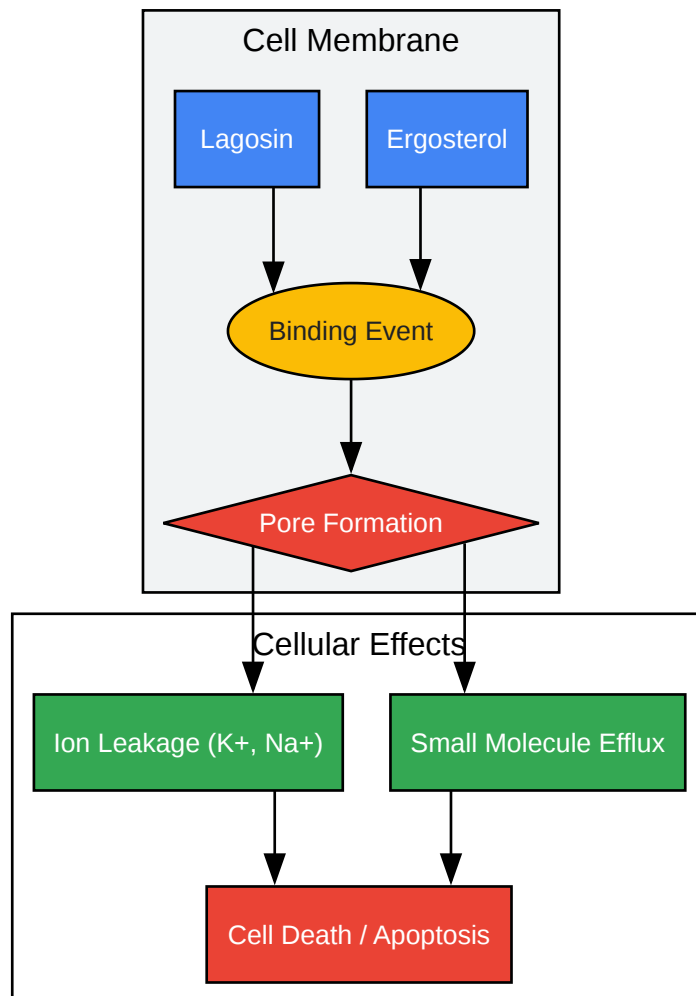 Cell Membrane
Lagosin
Ergosterol
Binding Event
Pore Formation
Cellular Effects
Ion Leakage (K+, Na+)
Small Molecule Efflux
Cell Death / Apoptosis